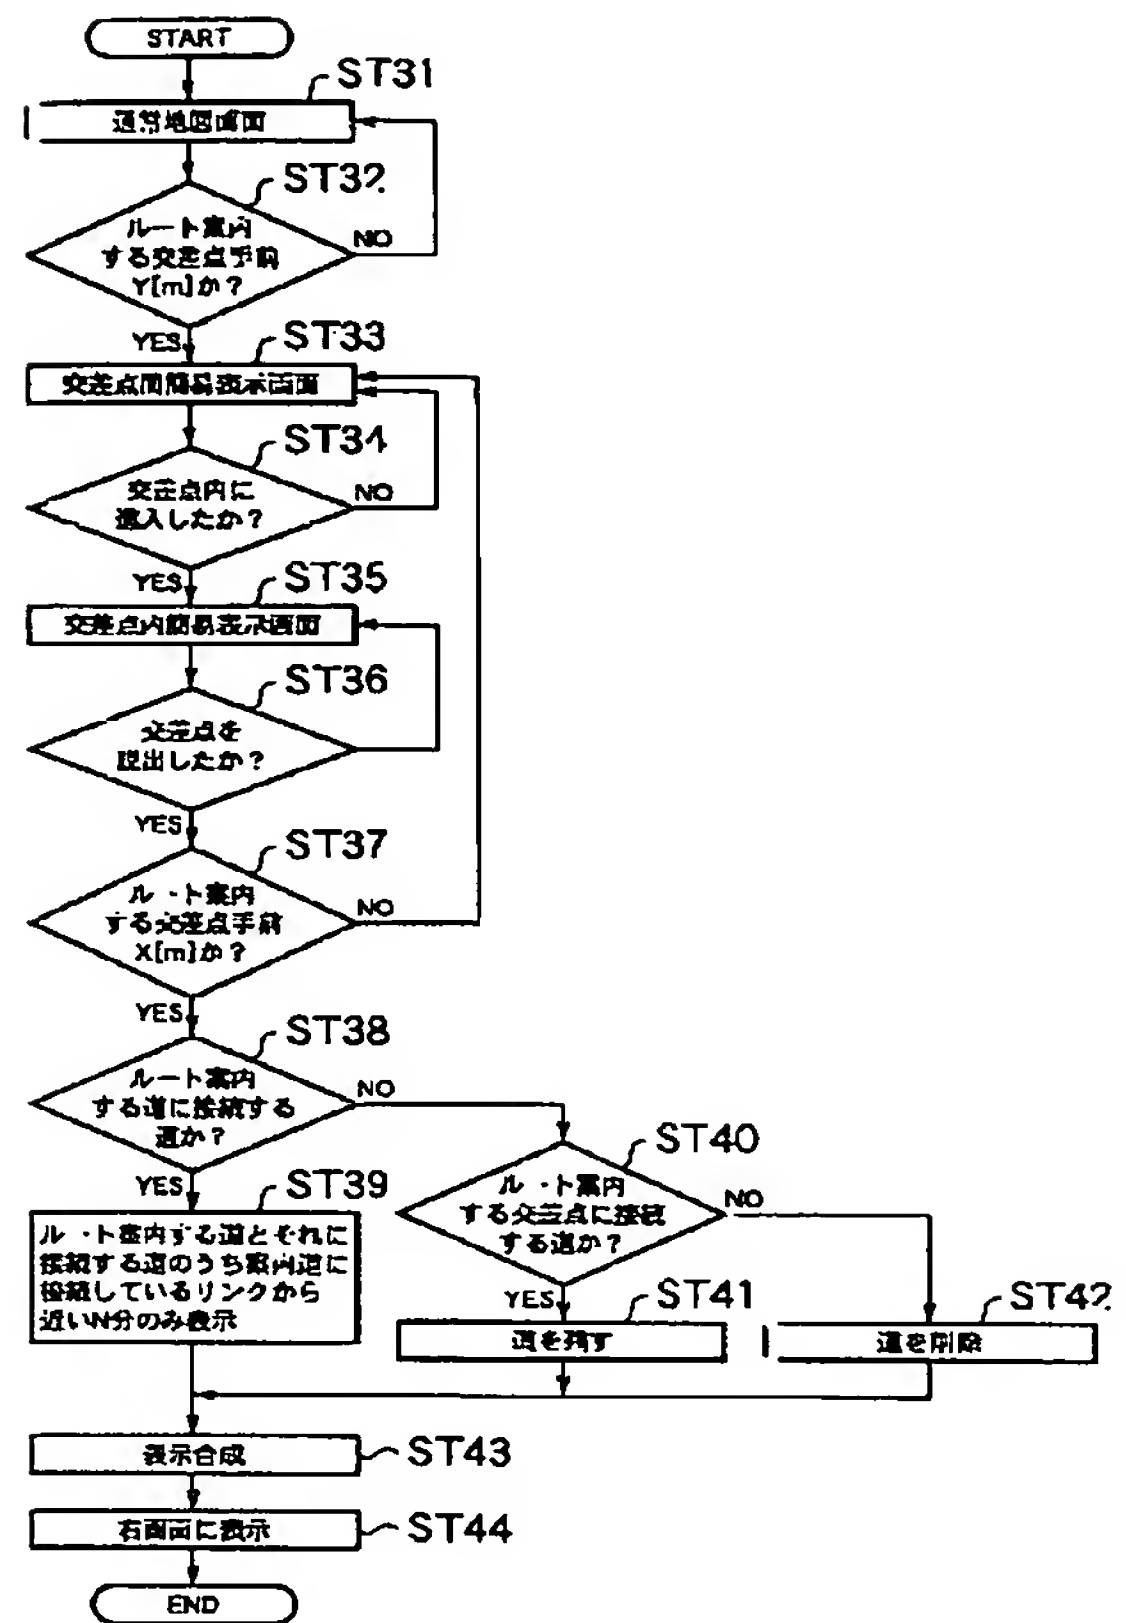 START
ST31
通常地図画面
ST32
ルート案内
する交差点手前
Y[m]か？
NO
YES
ST33
交差点間簡易表示画面
ST34
交差点内に
進入したか？
NO
YES
ST35
交差点内簡易表示画面
ST36
交差点を
脱出したか？
YES
ST37
ルート案内
する交差点手前
X[m]か？
NO
YES
ST38
ルート案内
する道に接続する
道か？
NO
YES
ST39
ルート案内する道とそれに
接続する道のうち案内道に
接続しているリンクから
近いN分のみ表示
ST40
ルート案内
する交差点に接続
する道か？
NO
YES
ST41
道を残す
ST42
道を削除
ST43
表示合成
ST44
右画面に表示
END